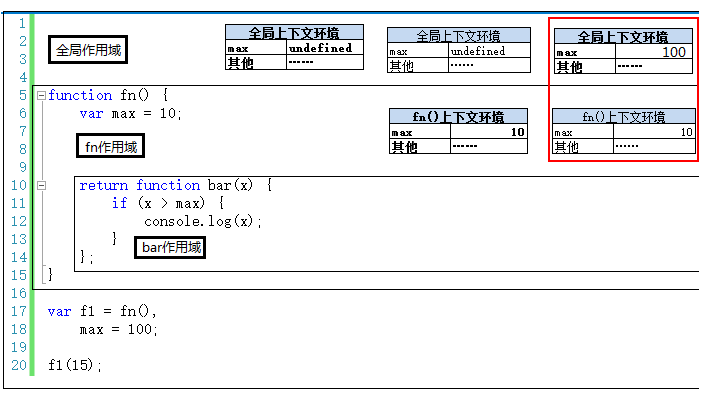 1
2
3
4
5 function fn() {
6 var max = 10;
7
8
9
10 return function bar(x) {
11 if (x > max) {
12 console.log(x);
13 }
14 };
15 }
16
17 var f1 = fn(),
18 max = 100;
19
20 f1(15);
全局作用域
fn作用域
bar作用域
全局上下文环境
max undefined
其他 ......
全局上下文环境
max undefined
其他 ......
全局上下文环境
max 100
其他 ......
fn()上下文环境
max 10
其他 ......
fn()上下文环境
max 10
其他 ......